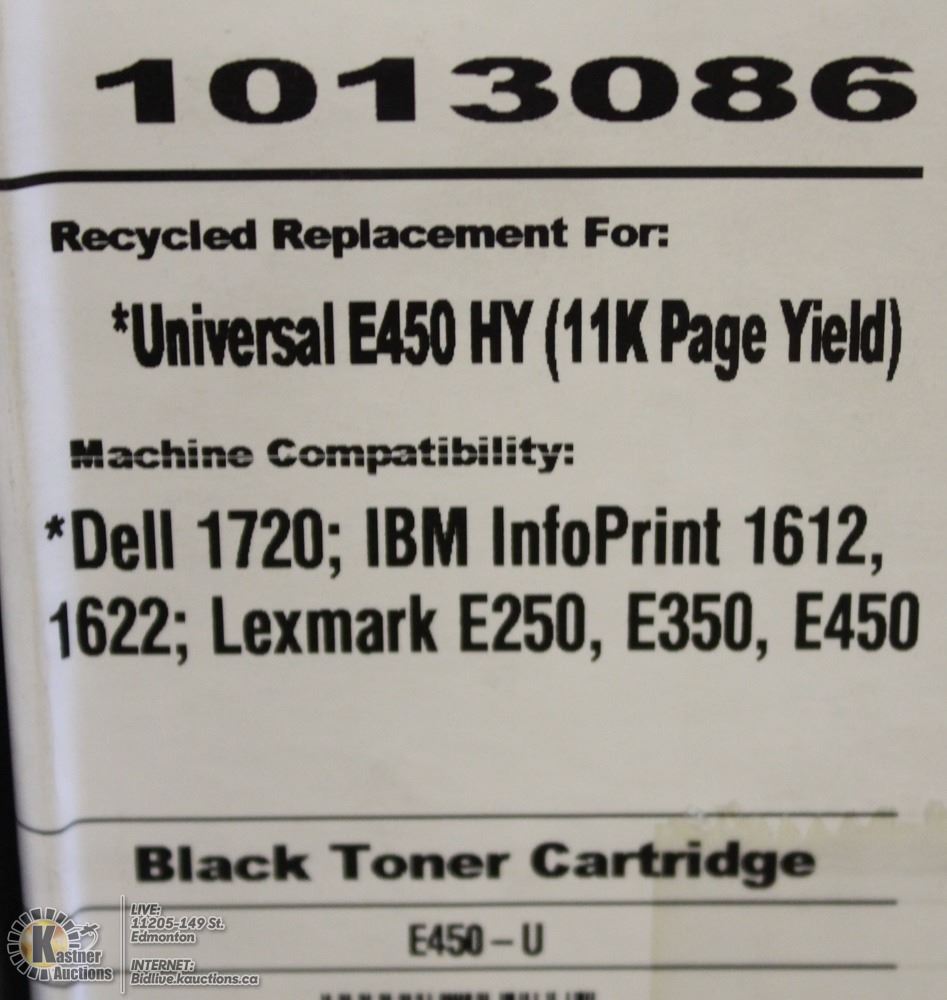 1013086
Recycled Replacement For:
*Universal E450 HY (11K Page Yield)
Machine Compatibility:
*Dell 1720; IBM InfoPrint 1612,
1622; Lexmark E250, E350, E450
Black Toner Cartridge
E450 – U
Kastner
Auctions
LIVE:
11205-149 St.
Edmonton
INTERNET:
Bidlive.kauctions.ca